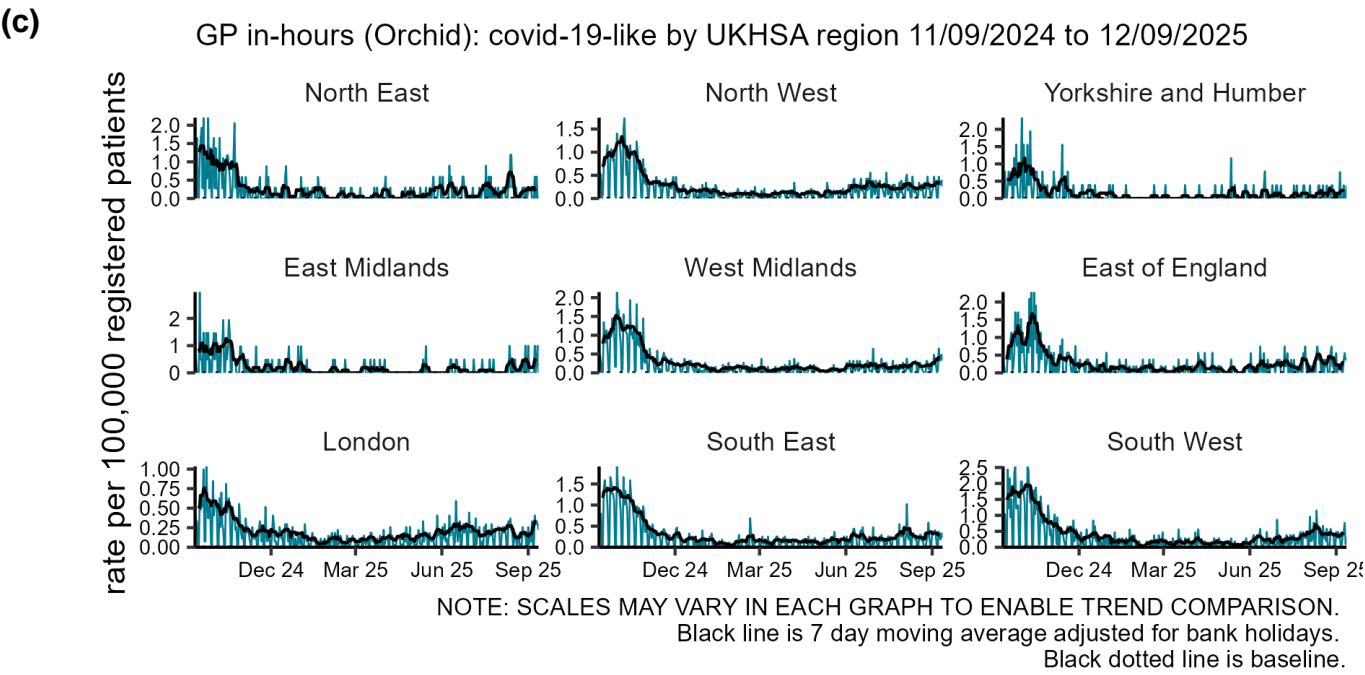 (c)
GP in-hours (Orchid): covid-19-like by UKHSA region 11/09/2024 to 12/09/2025
rate per 100,000 registered patients
North East
2.0
1.5
1.0
0.5
0.0
North West
1.5
1.0
0.5
0.0
Yorkshire and Humber
2.0
1.5
1.0
0.5
0.0
East Midlands
2
1
0
West Midlands
2.0
1.5
1.0
0.5
0.0
East of England
2.0
1.5
1.0
0.5
0.0
London
1.00
0.75
0.50
0.25
0.00
South East
1.5
1.0
0.5
0.0
South West
2.5
2.0
1.5
1.0
0.5
0.0
Dec 24 Mar 25 Jun 25 Sep 25
Dec 24 Mar 25 Jun 25 Sep 25
Dec 24 Mar 25 Jun 25 Sep 25
NOTE: SCALES MAY VARY IN EACH GRAPH TO ENABLE TREND COMPARISON.
Black line is 7 day moving average adjusted for bank holidays.
Black dotted line is baseline.